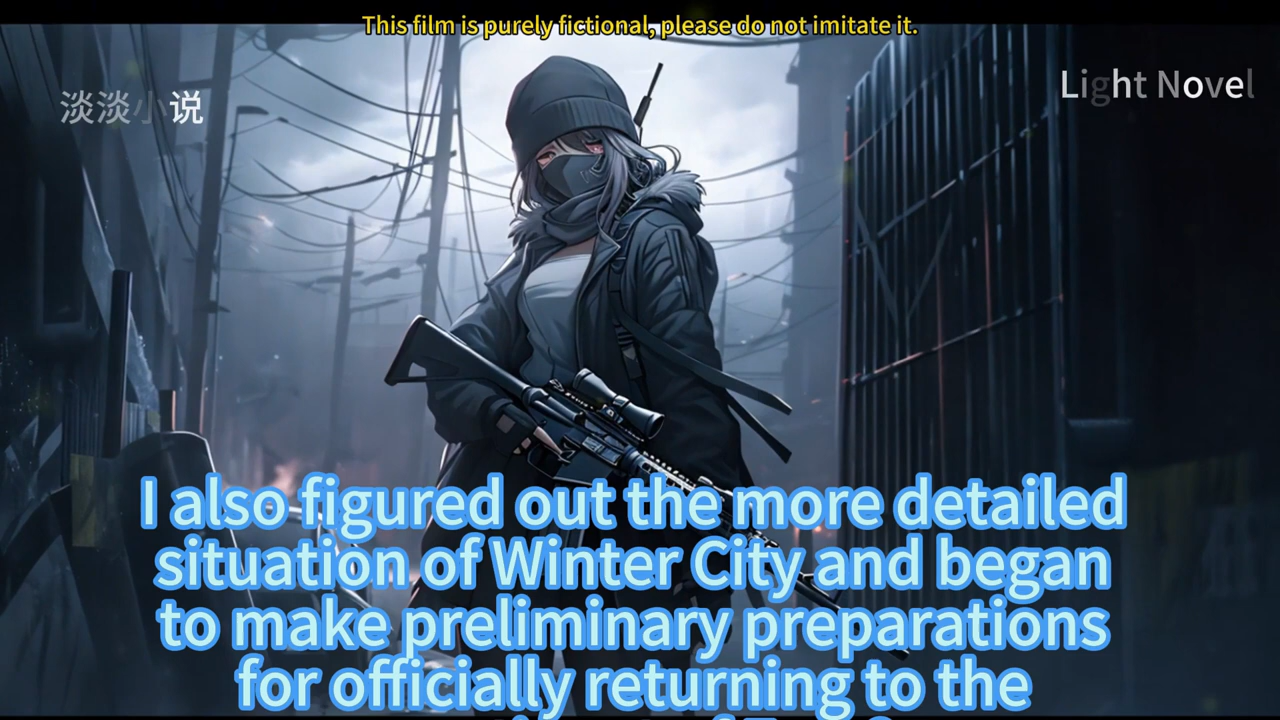 This film is purely fictional, please do not imitate it.
淡淡小说
Light Novel
I also figured out the more detailed
situation of Winter City and began
to make preliminary preparations
for officially returning to the